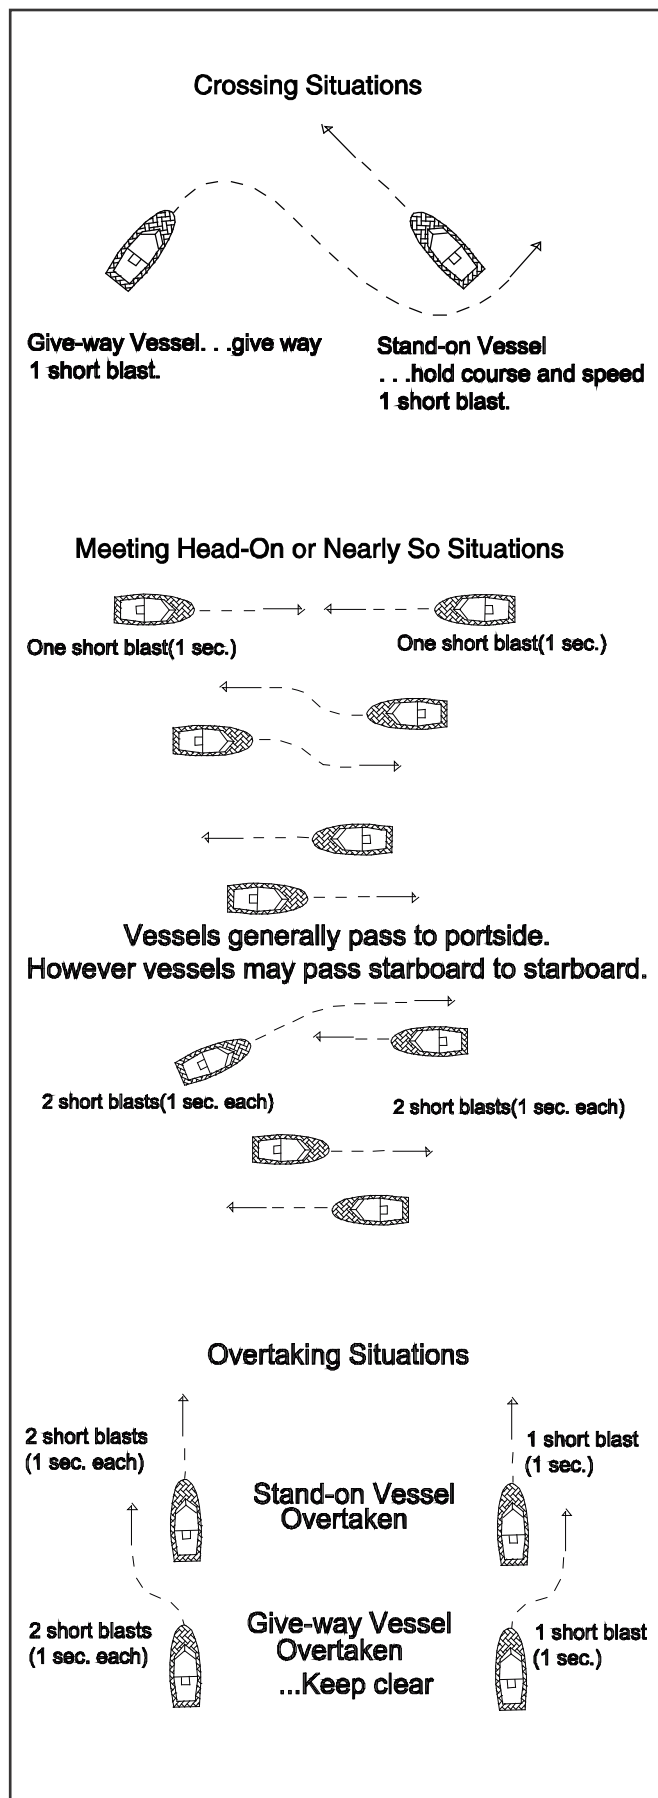 Crossing Situations
Give-way Vessel. . .give way
1 short blast.
Stand-on Vessel
. . .hold course and speed
1 short blast.
Meeting Head-On or Nearly So Situations
One short blast(1 sec.)
One short blast(1 sec.)
Vessels generally pass to portside.
However vessels may pass starboard to starboard.
2 short blasts(1 sec. each)
2 short blasts(1 sec. each)
Overtaking Situations
2 short blasts
(1 sec. each)
1 short blast
(1 sec.)
Stand-on Vessel
Overtaken
2 short blasts
(1 sec. each)
Give-way Vessel
Overtaken
...Keep clear
1 short blast
(1 sec.)